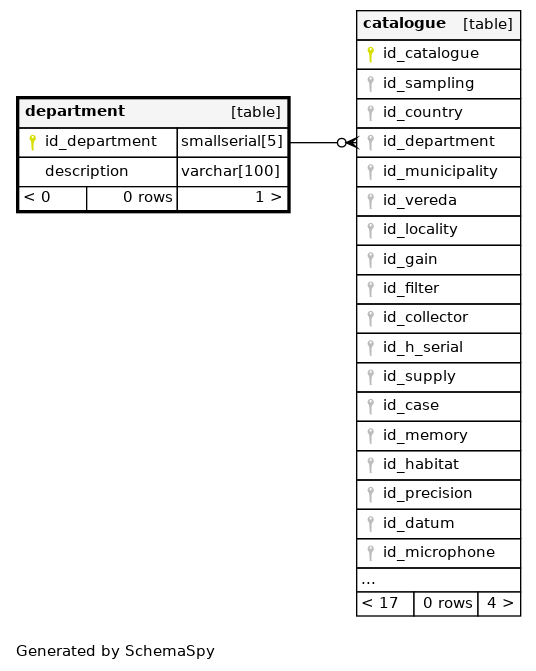 department [table]
id_department smallserial[5]
description varchar[100]
< 0 0 rows 1 >
catalogue [table]
id_catalogue
id_sampling
id_country
id_department
id_municipality
id_vereda
id_locality
id_gain
id_filter
id_collector
id_h_serial
id_supply
id_case
id_memory
id_habitat
id_precision
id_datum
id_microphone
...
< 17 0 rows 4 >
Generated by SchemaSpy